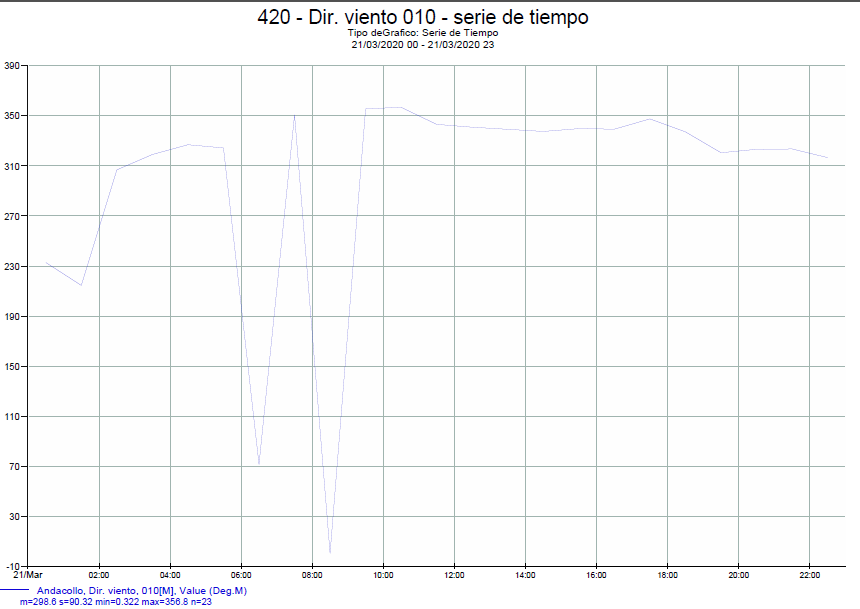 420 - Dir. viento 010 - serie de tiempo
Tipo deGrafico: Serie de Tiempo
21/03/2020 00 - 21/03/2020 23
390
350
310
270
230
190
150
110
70
30
-10
21/Mar 02:00 04:00 06:00 08:00 10:00 12:00 14:00 16:00 18:00 20:00 22:00
Andacollo, Dir. viento, 010[M], Value (Deg.M)
m=298.6 s=90.32 min=0.322 max=356.8 n=23